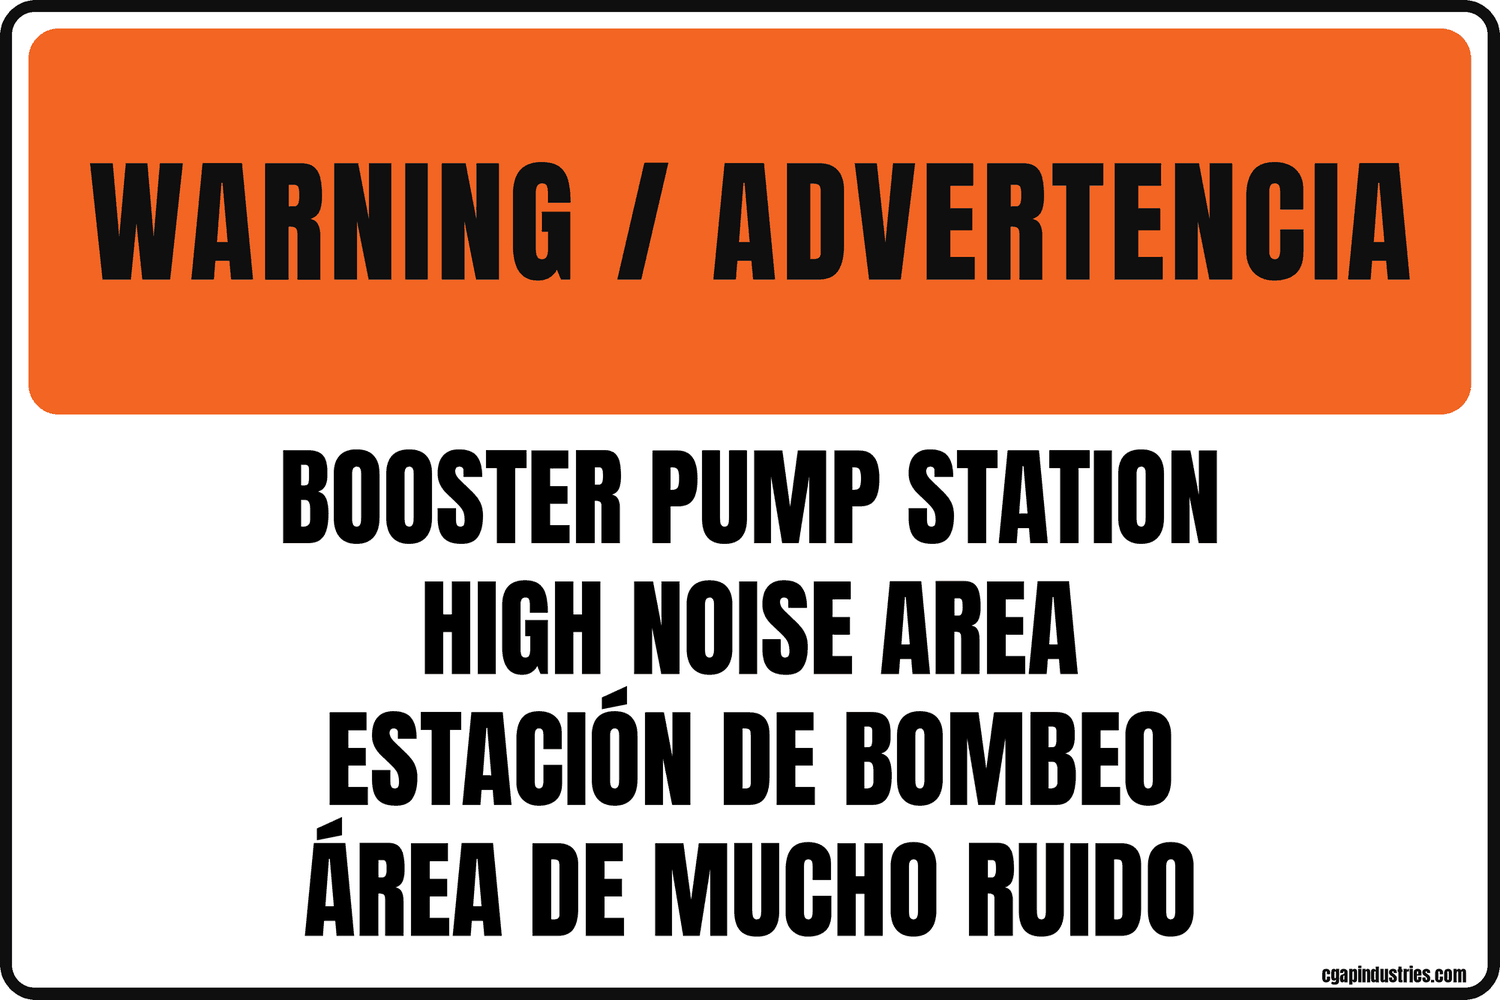 WARNING / ADVERTENCIA
BOOSTER PUMP STATION
HIGH NOISE AREA
ESTACIÓN DE BOMBEO
ÁREA DE MUCHO RUIDO
cgapindustries.com